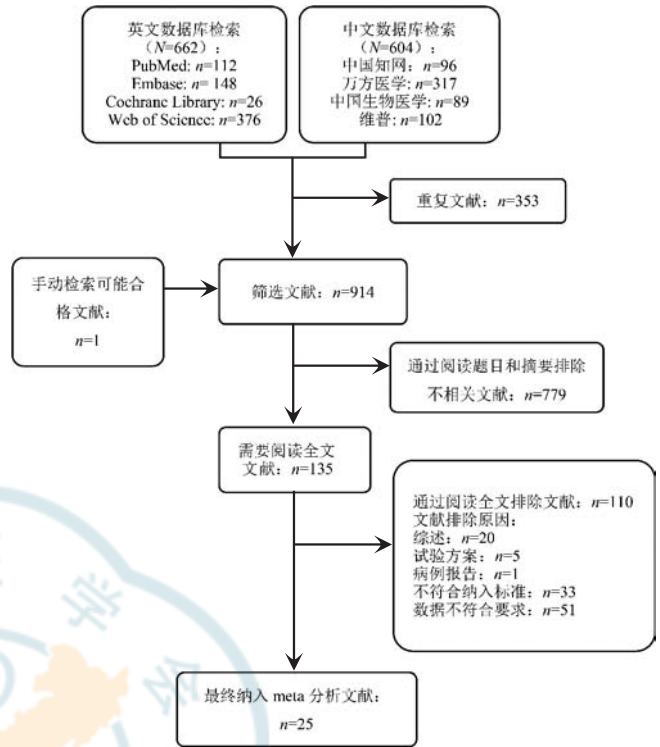 英文数据库检索
（N=662）：
PubMed: n=112
Embase: n=148
Cochrane Library: n=26
Web of Science: n=376
中文数据库检索
（N=604）：
中国知网：n=96
万方医学: n=317
中国生物医学: n=89
维普: n=102
重复文献：n=353
手动检索可能合
格文献：
n=1
筛选文献：n=914
通过阅读题目和摘要排除
不相关文献：n=779
需要阅读全文
文献：n=135
通过阅读全文排除文献：n=110
文献排除原因：
综述：n=20
试验方案：n=5
病例报告：n=1
不符合纳入标准：n=33
数据不符合要求：n=51
最终纳入 meta 分析文献：
n=25
学
会